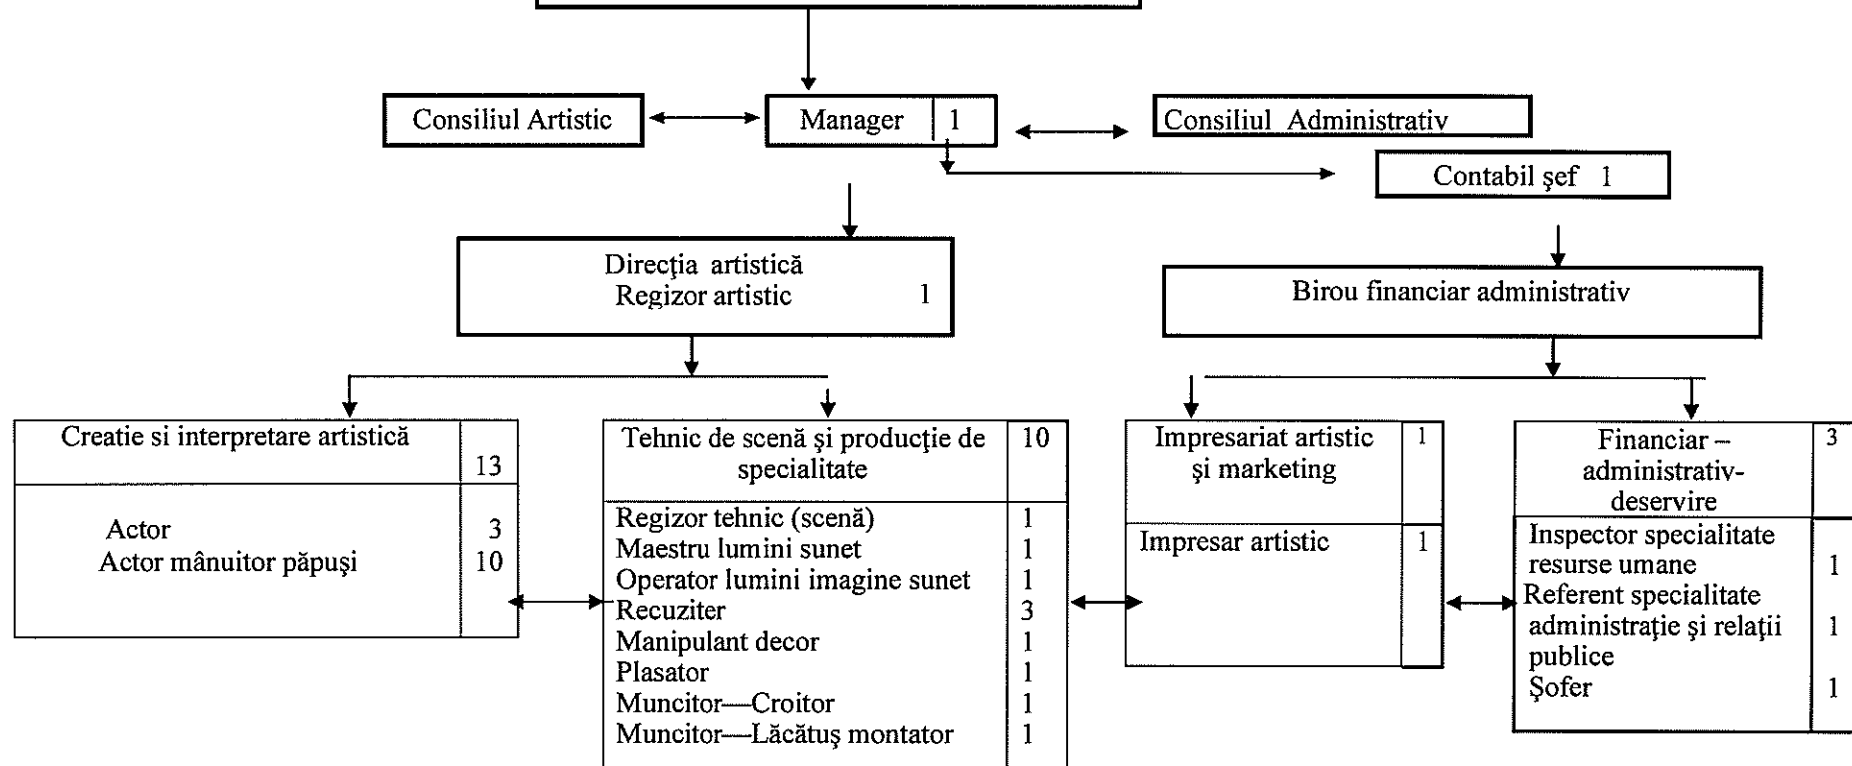 Consiliul Artistic
Manager 1
Consiliul Administrativ
Contabil şef 1
Direcţia artistică
Regizor artistic 1
Birou financiar administrativ
Creatie si interpretare artistică
13
Actor 3
Actor mânuitor păpuşi 10
Tehnic de scenă şi producţie de 10
specialitate
Regizor tehnic (scenă) 1
Maestru lumini sunet 1
Operator lumini imagine sunet 1
Recuziter 3
Manipulant decor 1
Plasator 1
Muncitor—Croitor 1
Muncitor—Lăcătuş montator 1
Impresariat artistic 1
şi marketing
Impresar artistic 1
Financiar – 3
administrativ-
deservire
Inspector specialitate
resurse umane 1
Referent specialitate
administraţie şi relaţii 1
publice
Şofer 1